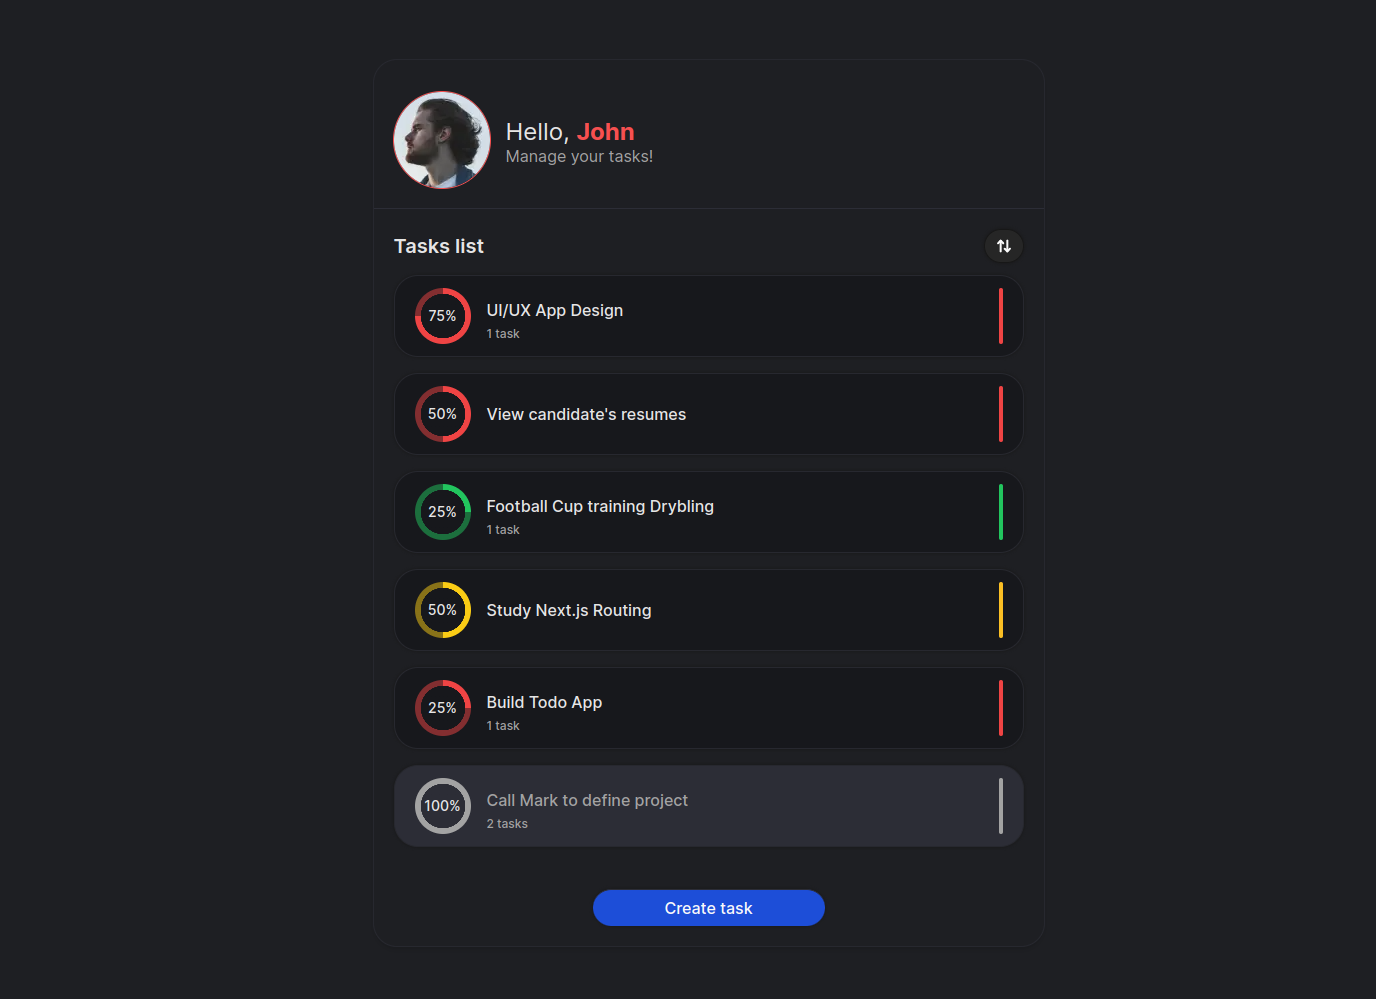 Hello, John
Manage your tasks!
Tasks list
75%
UI/UX App Design
1 task
50%
View candidate's resumes
25%
Football Cup training Drybling
1 task
50%
Study Next.js Routing
25%
Build Todo App
1 task
100%
Call Mark to define project
2 tasks
Create task